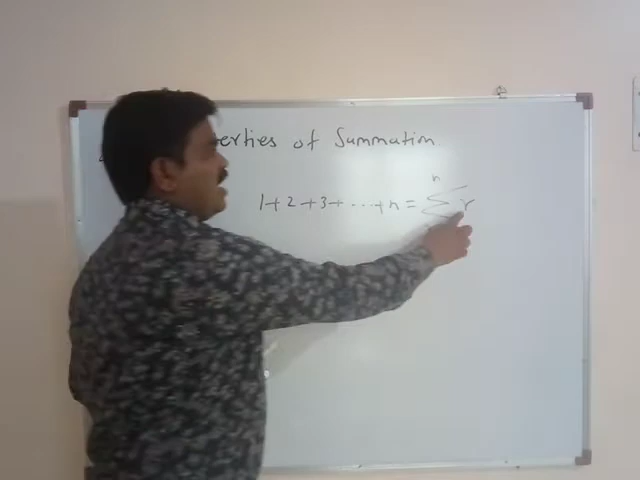 erties of Summation
n
1+2+3+...+n = Σ r